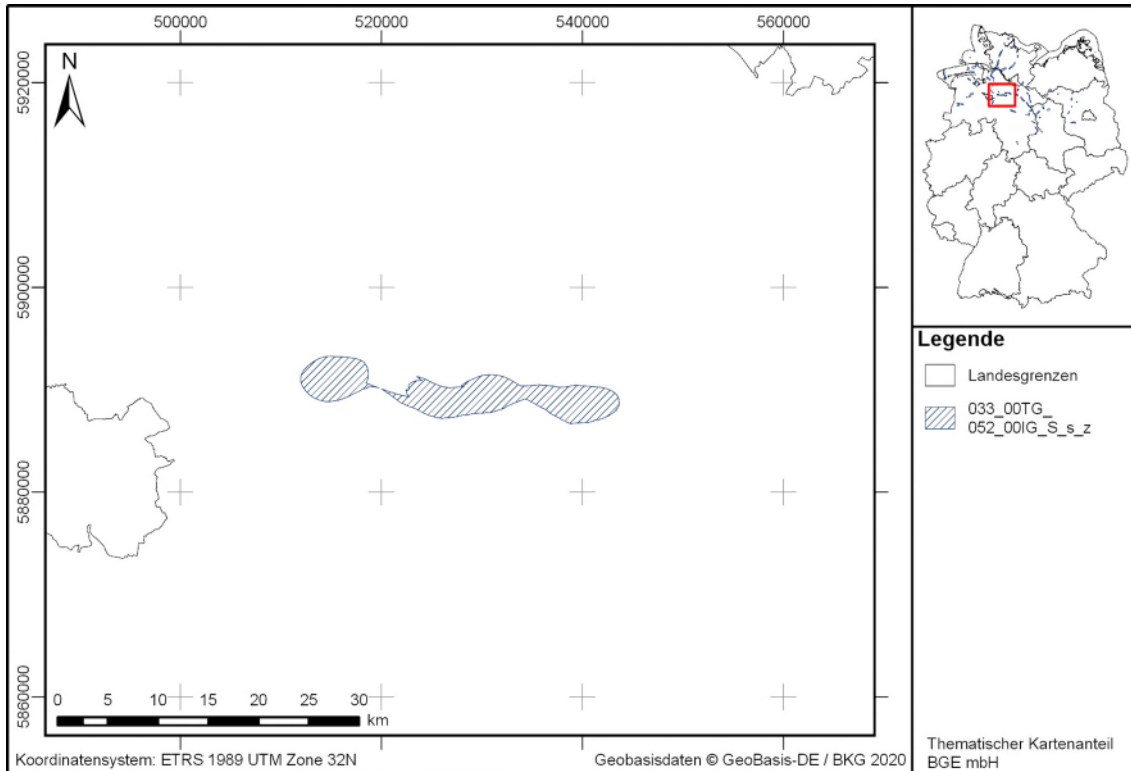 500000 520000 540000 560000
N
5920000
5900000
5880000
5860000
0 5 10 15 20 25 30
km
Koordinatensystem: ETRS 1989 UTM Zone 32N
Geobasisdaten © GeoBasis-DE / BKG 2020
Legende
Landesgrenzen
033_00TG_
052_00IG_S_s_z
Thematischer Kartenanteil
BGE mbH